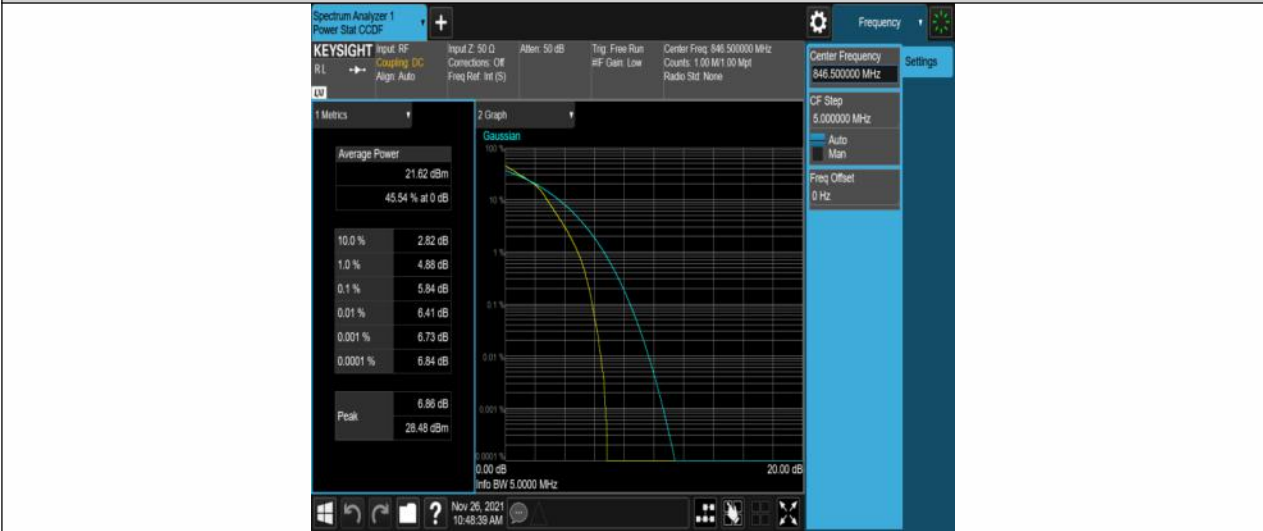 Spectrum Analyzer 1
Power Stat CCDF
+
Frequency
KEYSIGHT
R L
LVI
Input: RF
Coupling: DC
Align: Auto
Input Z: 50 Ω
Corrections: Off
Freq Ref: Int (S)
Atten: 50 dB
Trig: Free Run
#IF Gain: Low
Center Freq: 846.500000 MHz
Counts: 1.00 M/1.00 Mpt
Radio Std: None
Center Frequency
846.500000 MHz
Settings
CF Step
5.000000 MHz
Auto
Man
Freq Offset
0 Hz
1 Metrics
Average Power
21.62 dBm
45.54 % at 0 dB
10.0 % 2.82 dB
1.0 % 4.88 dB
0.1 % 5.84 dB
0.01 % 6.41 dB
0.001 % 6.73 dB
0.0001 % 6.84 dB
Peak 6.86 dB
28.48 dBm
2 Graph
Gaussian
100 %
10 %
1 %
0.1 %
0.01 %
0.001 %
0.0001 %
0.00 dB 20.00 dB
Info BW 5.0000 MHz
?
Nov 26, 2021
10:48:39 AM